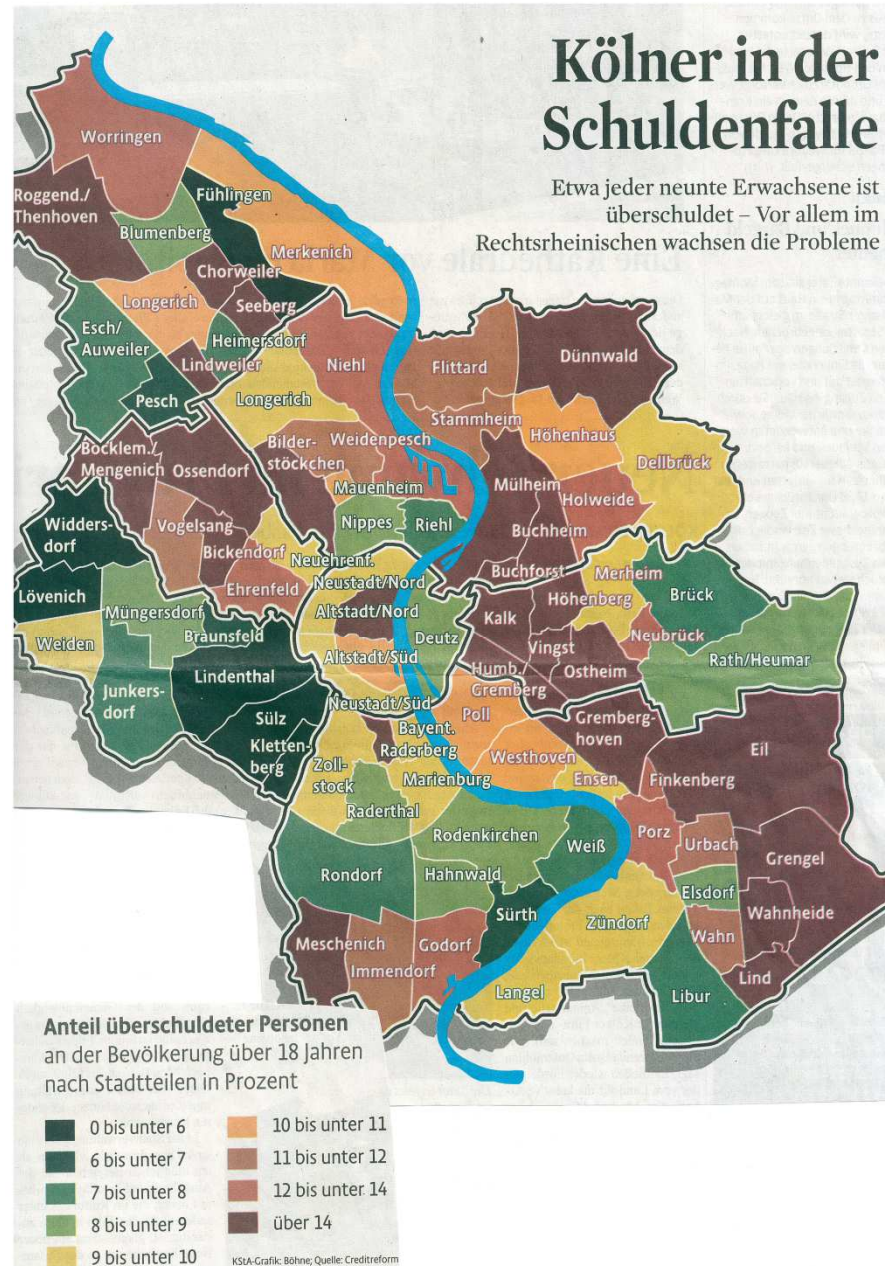 Kölner in der
Schuldenfalle
Etwa jeder neunte Erwachsene ist
überschuldet – Vor allem im
Rechtsrheinischen wachsen die Probleme
Worringen
Roggend./
Thenhoven
Fühlingen
Blumenberg
Merkenich
Chorweiler
Longerich
Seeberg
Esch/
Auweiler
Heimersdorf
Lindweiler
Niehl
Flittard
Dünnwald
Pesch
Longerich
Stammheim
Höhenhaus
Bilder-
stöckchen
Weidenpesch
Dellbrück
Bocklem./
Mengenich
Ossendorf
Mauenheim
Mülheim
Holweide
Widders-
dorf
Vogelsang
Nippes
Riehl
Buchheim
Bickendorf
Neuehrenf.
Buchforst
Merheim
Lövenich
Ehrenfeld
Neustadt/Nord
Höhenberg
Brück
Müngersdorf
Altstadt/Nord
Kalk
Weiden
Braunsfeld
Deutz
Vingst
Neubrück
Lindenthal
Altstadt/Süd
Humb./
Gremberg
Ostheim
Rath/Heumar
Junkers-
dorf
Sülz
Neustadt/Süd
Poll
Gremberg-
hoven
Eil
Kletten-
berg
Bayent.
Raderberg
Westhoven
Zoll-
stock
Marienburg
Ensen
Finkenberg
Raderthal
Rodenkirchen
Weiß
Porz
Urbach
Grengel
Rondorf
Hahnwald
Elsdorf
Sürth
Zündorf
Wahnheide
Meschenich
Godorf
Wahn
Immendorf
Lind
Langel
Libur
Anteil überschuldeter Personen
an der Bevölkerung über 18 Jahren
nach Stadtteilen in Prozent
0 bis unter 6
6 bis unter 7
7 bis unter 8
8 bis unter 9
9 bis unter 10
10 bis unter 11
11 bis unter 12
12 bis unter 14
über 14
KStA-Grafik: Böhne; Quelle: Creditreform